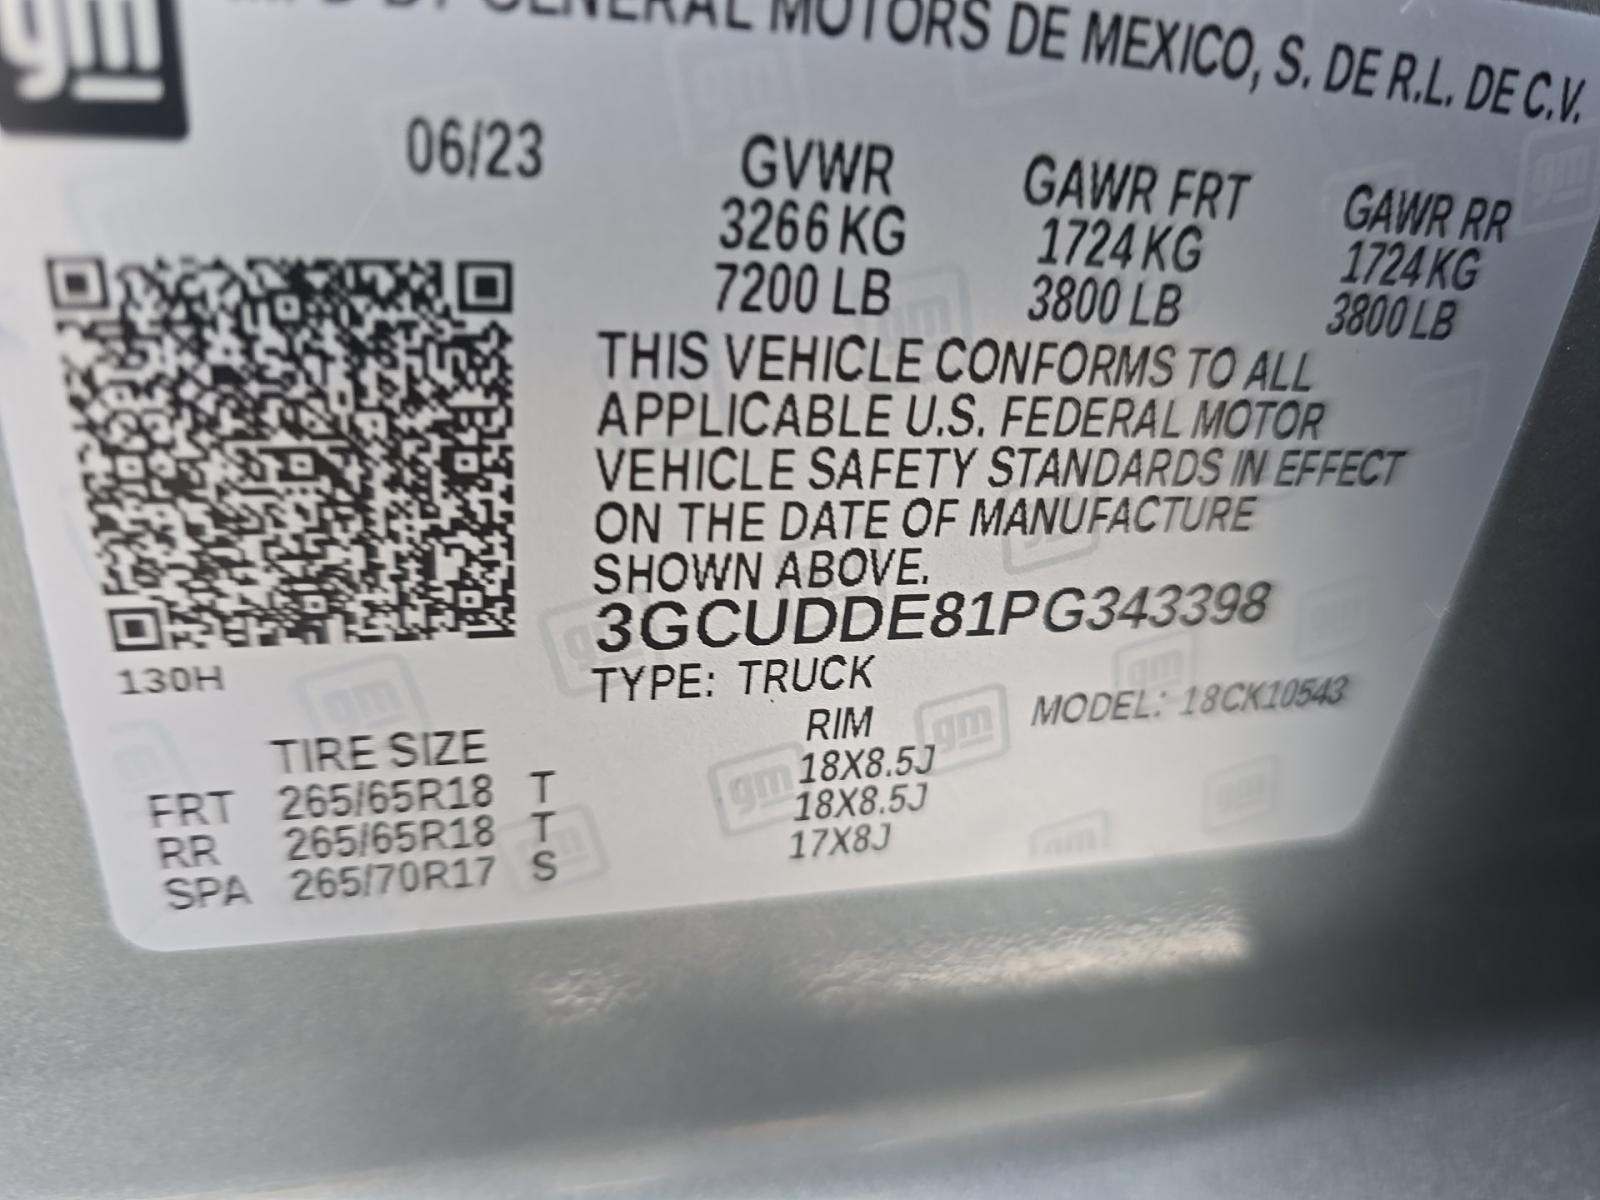 gm
MFD BY GENERAL MOTORS DE MEXICO, S. DE R.L. DE C.V.
06/23
GVWR GAWR FRT GAWR RR
3266 KG 1724 KG 1724 KG
7200 LB 3800 LB 3800 LB
THIS VEHICLE CONFORMS TO ALL
APPLICABLE U.S. FEDERAL MOTOR
VEHICLE SAFETY STANDARDS IN EFFECT
ON THE DATE OF MANUFACTURE
SHOWN ABOVE.
3GCUDDE81PG343398
130H
TYPE: TRUCK MODEL: 18CK10543
TIRE SIZE RIM
FRT 265/65R18 T 18X8.5J
RR 265/65R18 T 18X8.5J
SPA 265/70R17 S 17X8J